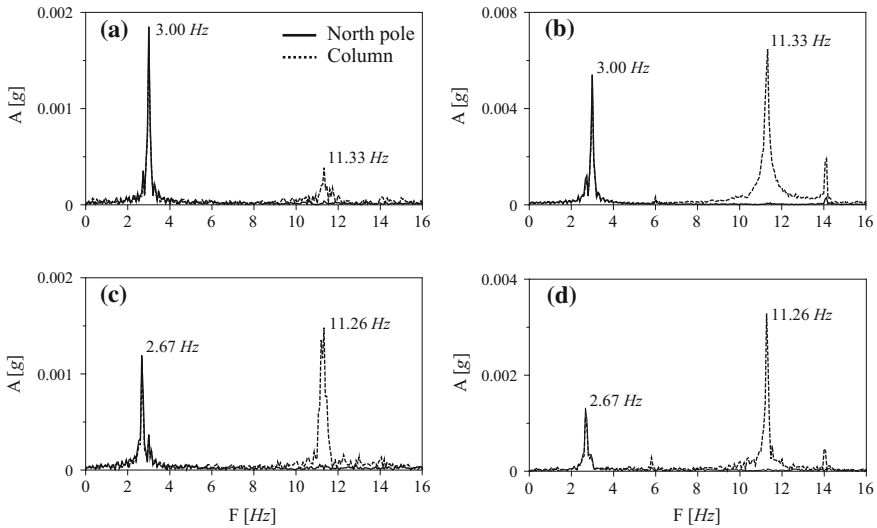 (a)
North pole
Column
3.00 Hz
11.33 Hz
A [g]
0.002
0.001
0
0 2 4 6 8 10 12 14 16
(b)
3.00 Hz
11.33 Hz
A [g]
0.008
0.004
0
0 2 4 6 8 10 12 14 16
(c)
2.67 Hz
11.26 Hz
A [g]
0.002
0.001
0
0 2 4 6 8 10 12 14 16
F [Hz]
(d)
2.67 Hz
11.26 Hz
A [g]
0.004
0.002
0
0 2 4 6 8 10 12 14 16
F [Hz]